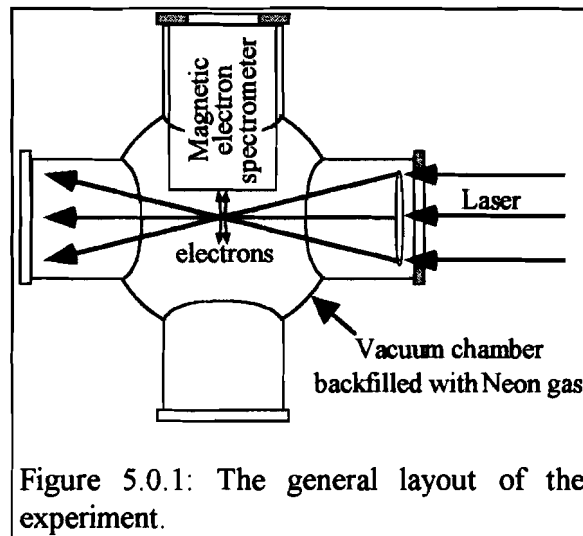 Magnetic
electron
spectrometer
Laser
electrons
Vacuum chamber
backfilled with Neon gas
Figure 5.0.1: The general layout of the
experiment.